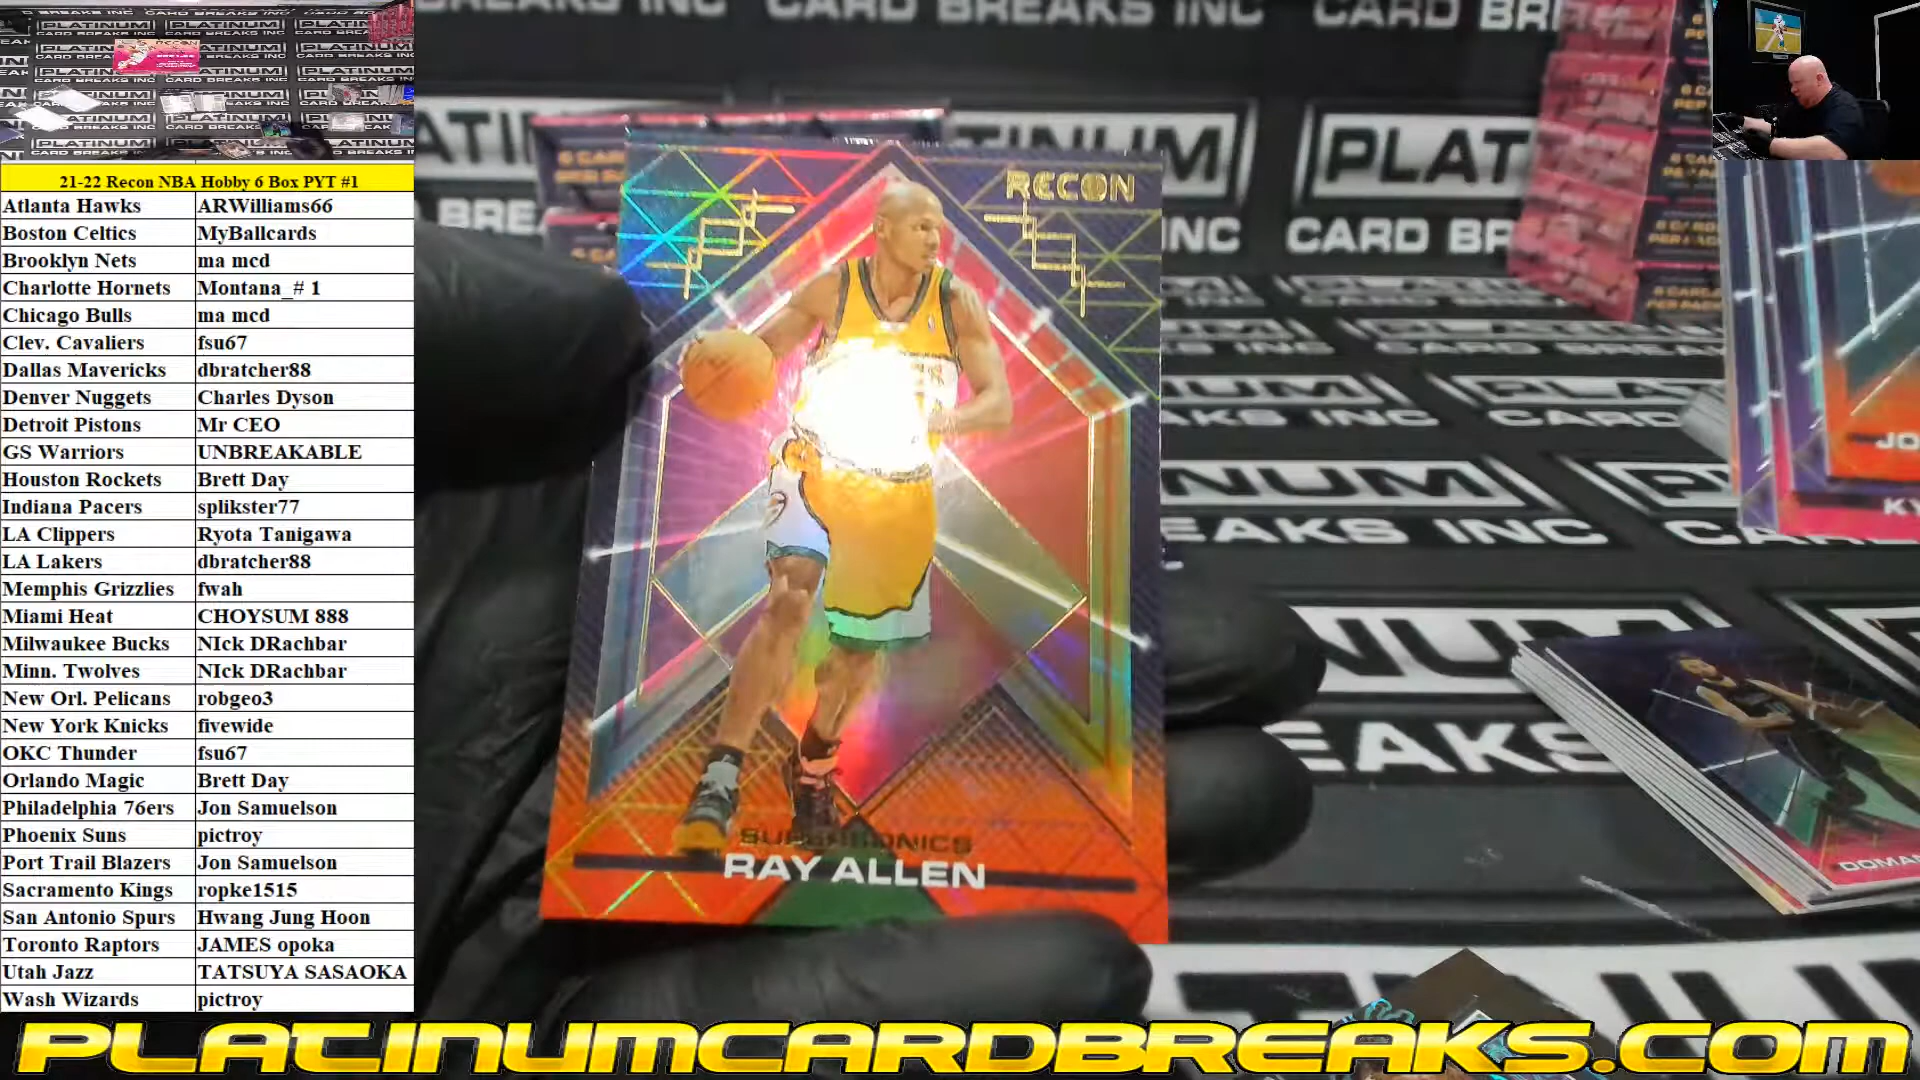 21-22 Recon NBA Hobby 6 Box PYT #1
Atlanta Hawks ARWilliams66
Boston Celtics MyBallcards
Brooklyn Nets ma mcd
Charlotte Hornets Montana_# 1
Chicago Bulls ma mcd
Clev. Cavaliers fsu67
Dallas Mavericks dbratcher88
Denver Nuggets Charles Dyson
Detroit Pistons Mr CEO
GS Warriors UNBREAKABLE
Houston Rockets Brett Day
Indiana Pacers splikster77
LA Clippers Ryota Tanigawa
LA Lakers dbratcher88
Memphis Grizzlies fwah
Miami Heat CHOYSUM 888
Milwaukee Bucks NIck DRachbar
Minn. Twolves NIck DRachbar
New Orl. Pelicans robgeo3
New York Knicks fivewide
OKC Thunder fsu67
Orlando Magic Brett Day
Philadelphia 76ers Jon Samuelson
Phoenix Suns pictroy
Port Trail Blazers Jon Samuelson
Sacramento Kings ropke1515
San Antonio Spurs Hwang Jung Hoon
Toronto Raptors JAMES opoka
Utah Jazz TATSUYA SASAOKA
Wash Wizards pictroy
RECON
SUPERSONICS
RAY ALLEN
CARD BREAKS INC
PLATINUM
CARD BREAKS INC
PLATINUMCARDBREAKS.COM